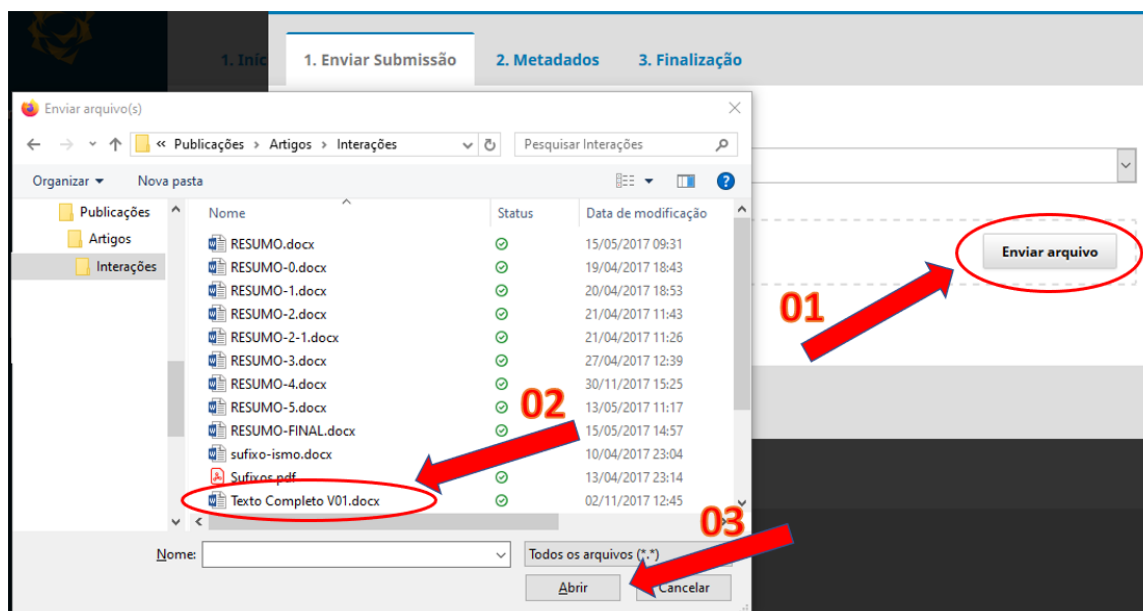 1. Iníc
1. Enviar Submissão
2. Metadados
3. Finalização
Enviar arquivo(s)
« Publicações > Artigos > Interações
Pesquisar Interações
Organizar
Nova pasta
Publicações
Artigos
Interações
Nome Status Data de modificação
RESUMO.docx 15/05/2017 09:31
RESUMO-0.docx 19/04/2017 18:43
RESUMO-1.docx 20/04/2017 18:53
RESUMO-2.docx 21/04/2017 11:43
RESUMO-2-1.docx 21/04/2017 11:26
RESUMO-3.docx 27/04/2017 12:39
RESUMO-4.docx 30/11/2017 15:25
RESUMO-5.docx 13/05/2017 11:17
RESUMO-FINAL.docx 15/05/2017 14:57
sufixo-ismo.docx 10/04/2017 23:04
Sufixos.pdf 13/04/2017 23:14
Texto Completo V01.docx 02/11/2017 12:45
Nome:
Todos os arquivos (*.*)
Abrir
Cancelar
Enviar arquivo
01
02
03